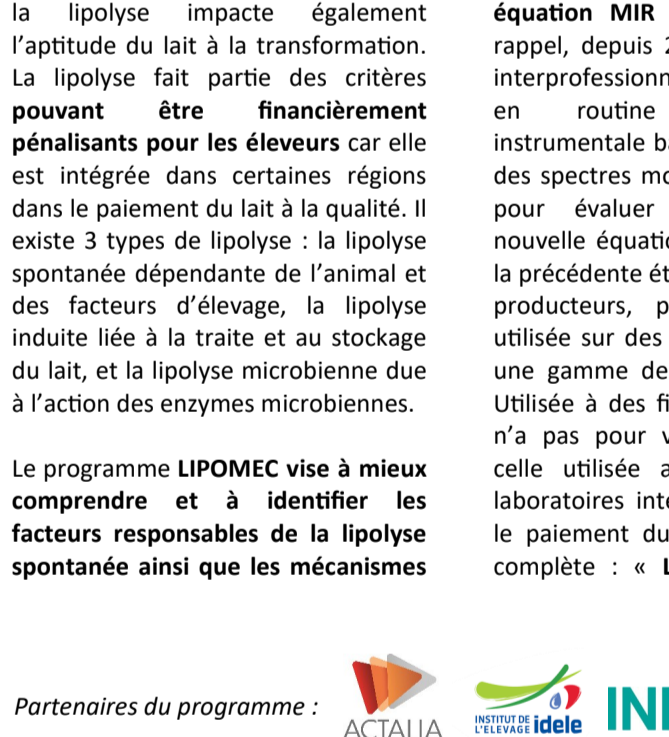 la lipolyse impacte également
l’aptitude du lait à la transformation.
La lipolyse fait partie des critères
pouvant être financièrement
pénalisants pour les éleveurs car elle
est intégrée dans certaines régions
dans le paiement du lait à la qualité. Il
existe 3 types de lipolyse : la lipolyse
spontanée dépendante de l’animal et
des facteurs d’élevage, la lipolyse
induite liée à la traite et au stockage
du lait, et la lipolyse microbienne due
à l’action des enzymes microbiennes.
Le programme LIPOMEC vise à mieux
comprendre et à identifier les
facteurs responsables de la lipolyse
spontanée ainsi que les mécanismes
équation MIR
rappel, depuis
en routine
instrumentale
des spectres
pour évaluer
nouvelle
la précédente
producteurs,
utilisée sur des
une gamme de
Utilisée à des
n’a pas pour
celle utilisée
laboratoires
le paiement du
complète : «
Partenaires du programme :
ACTALIA
INSTITUT DE
L'ELEVAGE idele